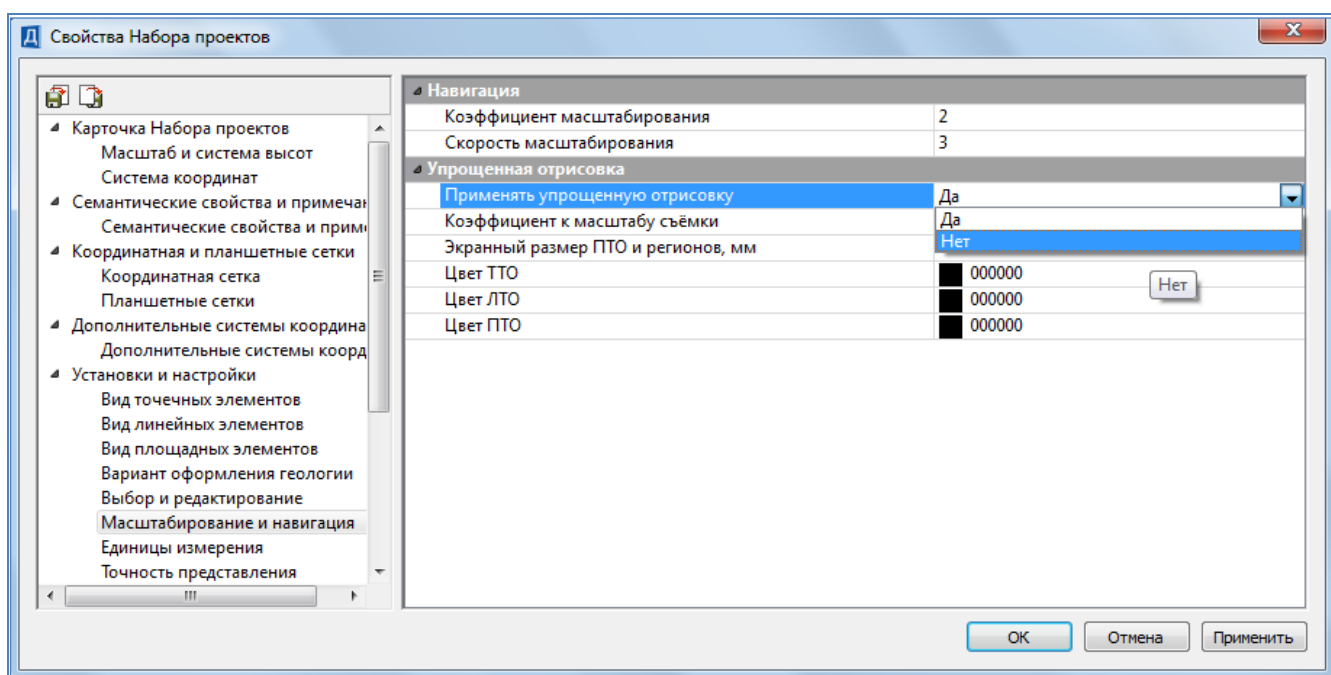 Д Свойства Набора проектов
Карточка Набора проектов
Масштаб и система высот
Система координат
Семантические свойства и примечан
Семантические свойства и прим
Координатная и планшетные сетки
Координатная сетка
Планшетные сетки
Дополнительные системы координа
Дополнительные системы коорд
Установки и настройки
Вид точечных элементов
Вид линейных элементов
Вид площадных элементов
Вариант оформления геологии
Выбор и редактирование
Масштабирование и навигация
Единицы измерения
Точность представления
Навигация
Коэффициент масштабирования 2
Скорость масштабирования 3
Упрощенная отрисовка
Применять упрощенную отрисовку Да
Коэффициент к масштабу съёмки Да
Экранный размер ПТО и регионов, мм Нет
Цвет ТТО 000000
Нет
Цвет ЛТО 000000
Цвет ПТО 000000
ОК Отмена Применить